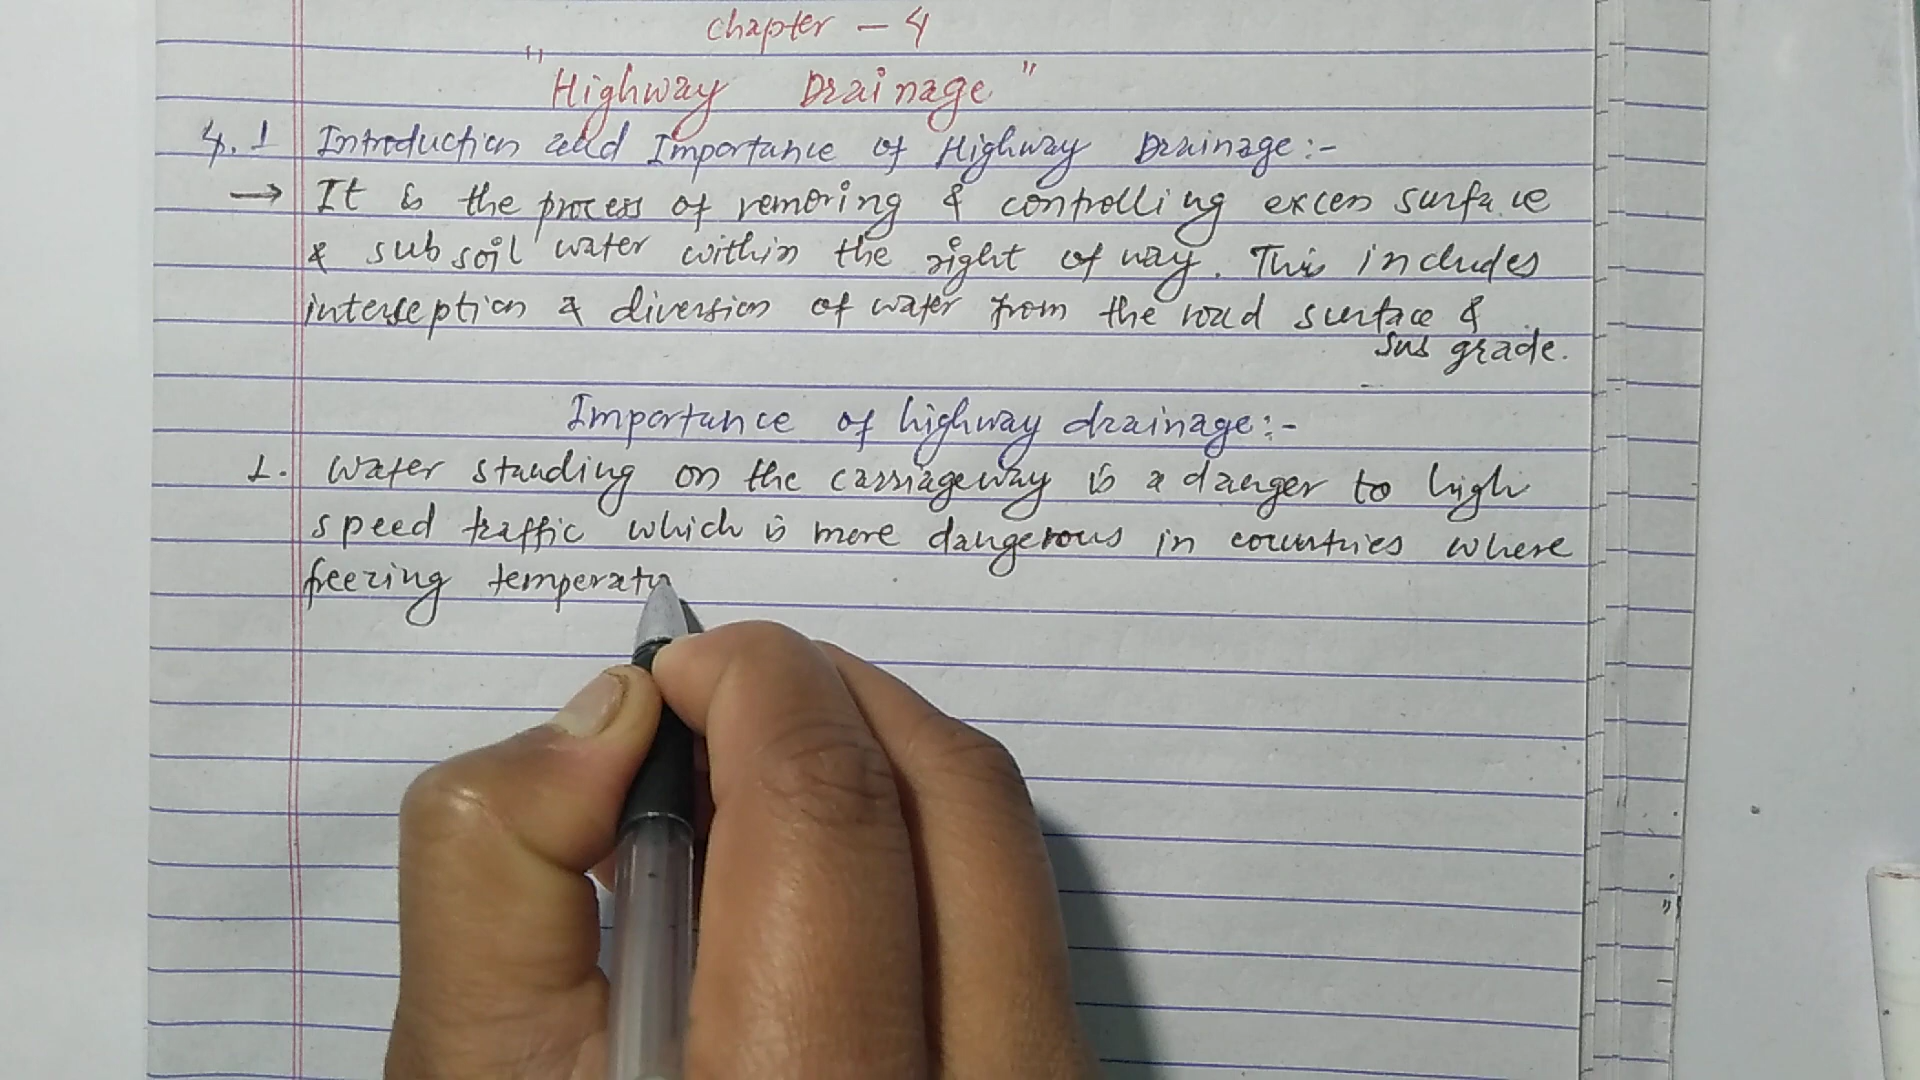 chapter - 4
"Highway Drainage"
4.1 Introduction and Importance of Highway Drainage:-
→ It is the process of removing & controlling excess surface
& sub soil water within the right of way. This includes
interseption & diversion of water from the road surface &
sus grade.
Importance of highway drainage:-
1. Water standing on the carriageway is a danger to high
speed traffic which is more dangerous in countries where
freezing temperatu